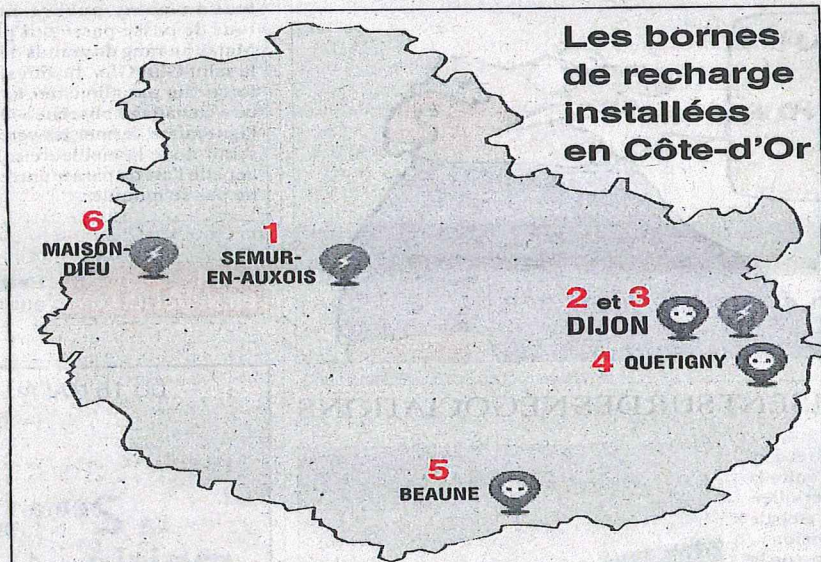 Les bornes
de recharge
installées
en Côte-d'Or
6
MAISON-
DIEU
1
SEMUR-
EN-AUXOIS
2 et 3
DIJON
4 QUETIGNY
5
BEAUNE